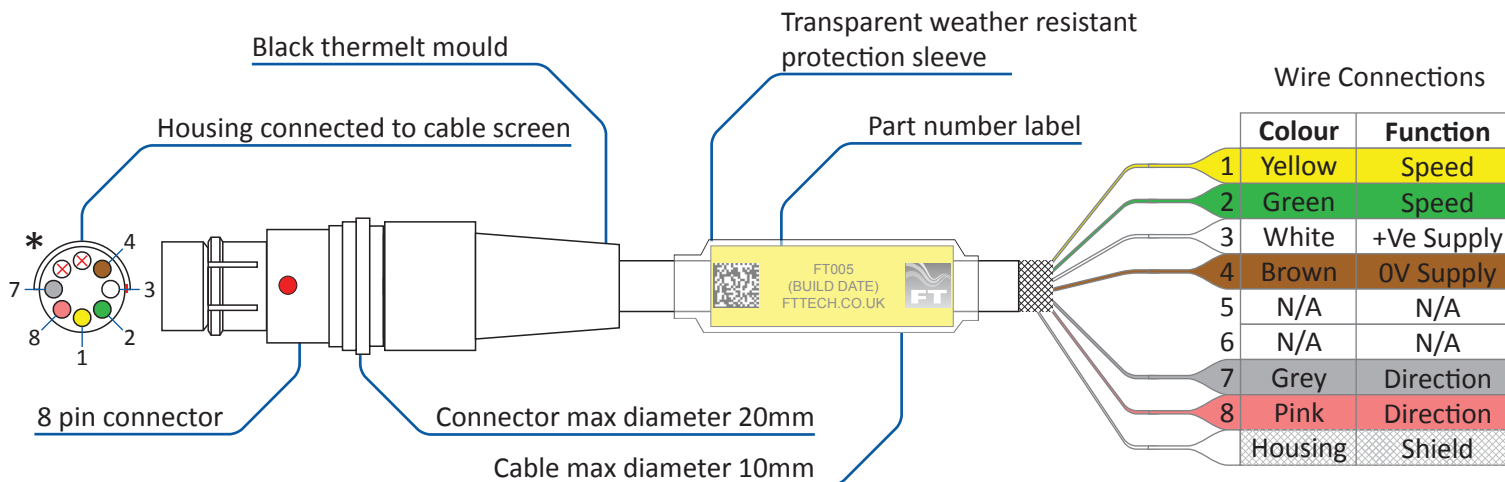 Transparent weather resistant
protection sleeve
Black thermelt mould
Housing connected to cable screen
Part number label
Wire Connections
Colour Function
1 Yellow Speed
2 Green Speed
3 White +Ve Supply
4 Brown 0V Supply
5 N/A N/A
6 N/A N/A
7 Grey Direction
8 Pink Direction
Housing Shield
*
4
7
3
8
2
1
FT005
(BUILD DATE)
FTTECH.CO.UK
FT
8 pin connector
Connector max diameter 20mm
Cable max diameter 10mm